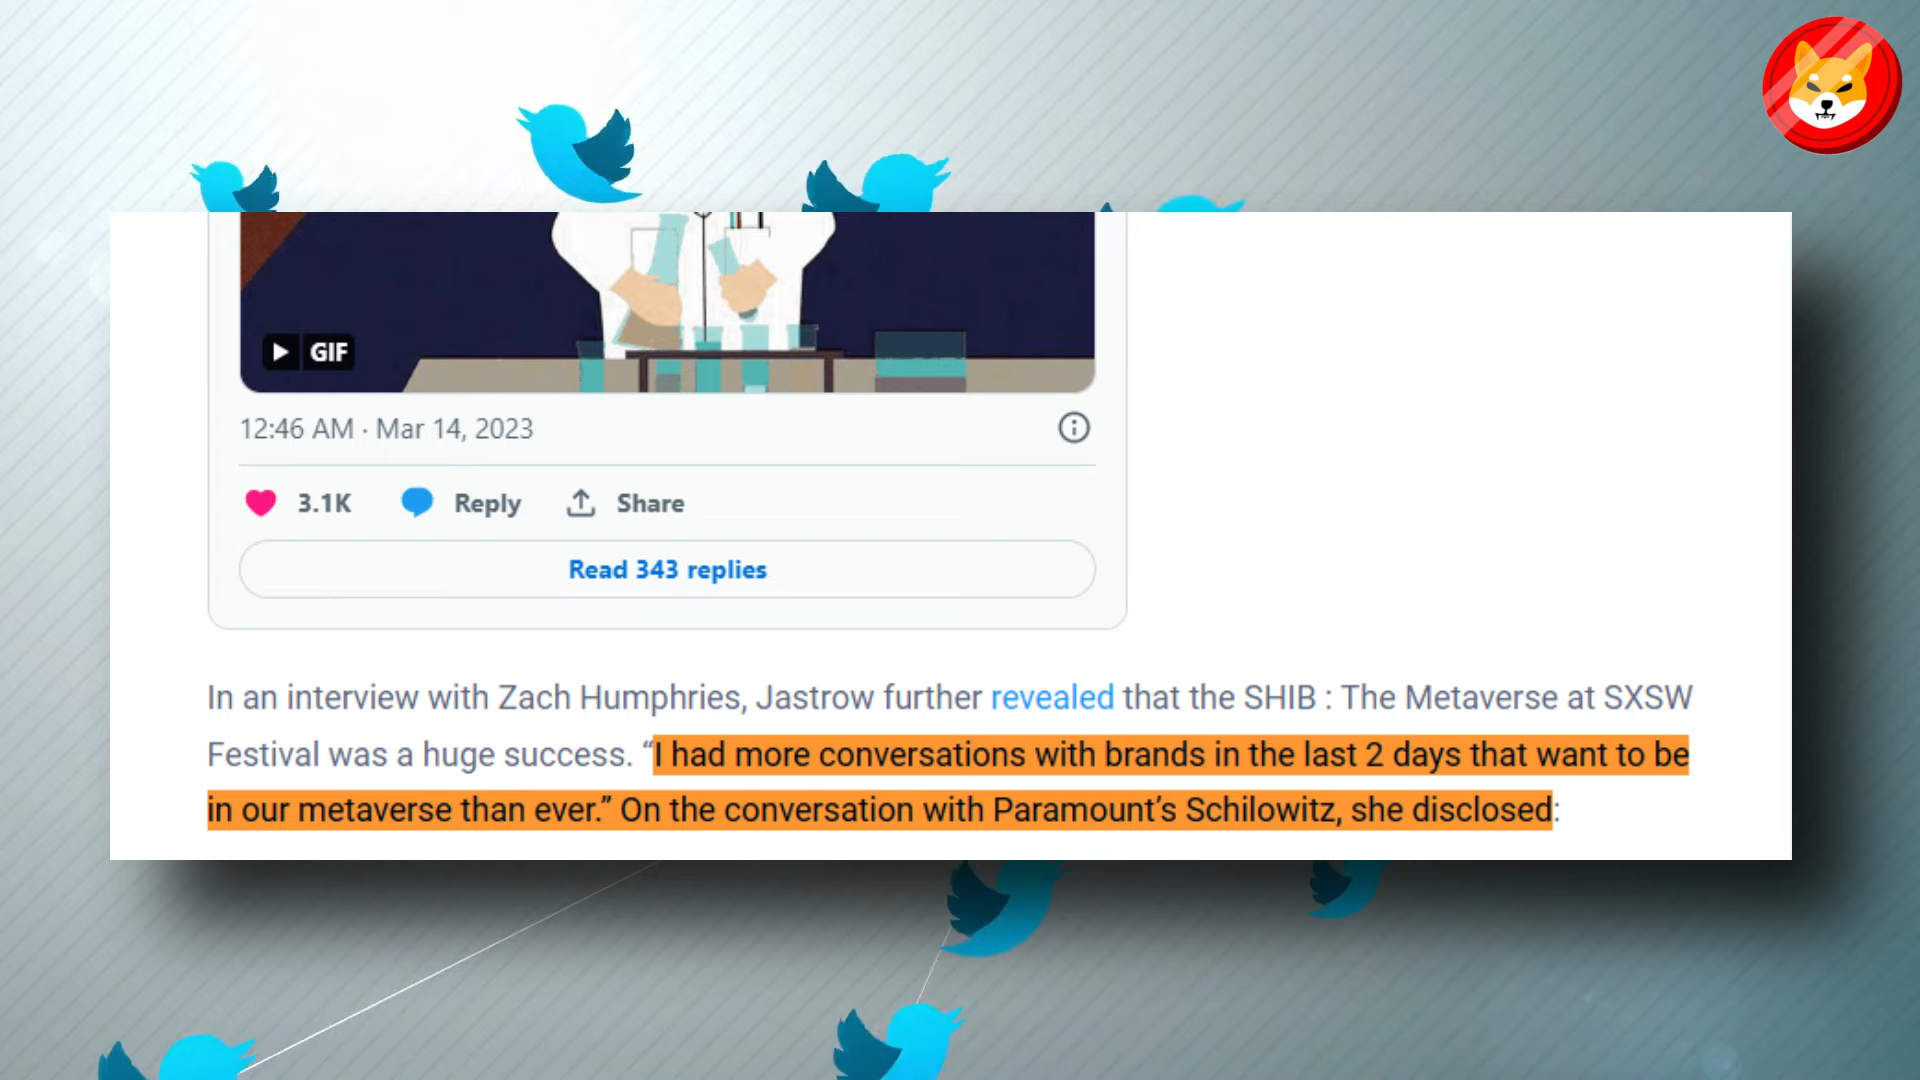 GIF
12:46 AM · Mar 14, 2023
3.1K Reply Share
Read 343 replies
In an interview with Zach Humphries, Jastrow further revealed that the SHIB : The Metaverse at SXSW
Festival was a huge success. “I had more conversations with brands in the last 2 days that want to be
in our metaverse than ever.” On the conversation with Paramount’s Schilowitz, she disclosed: